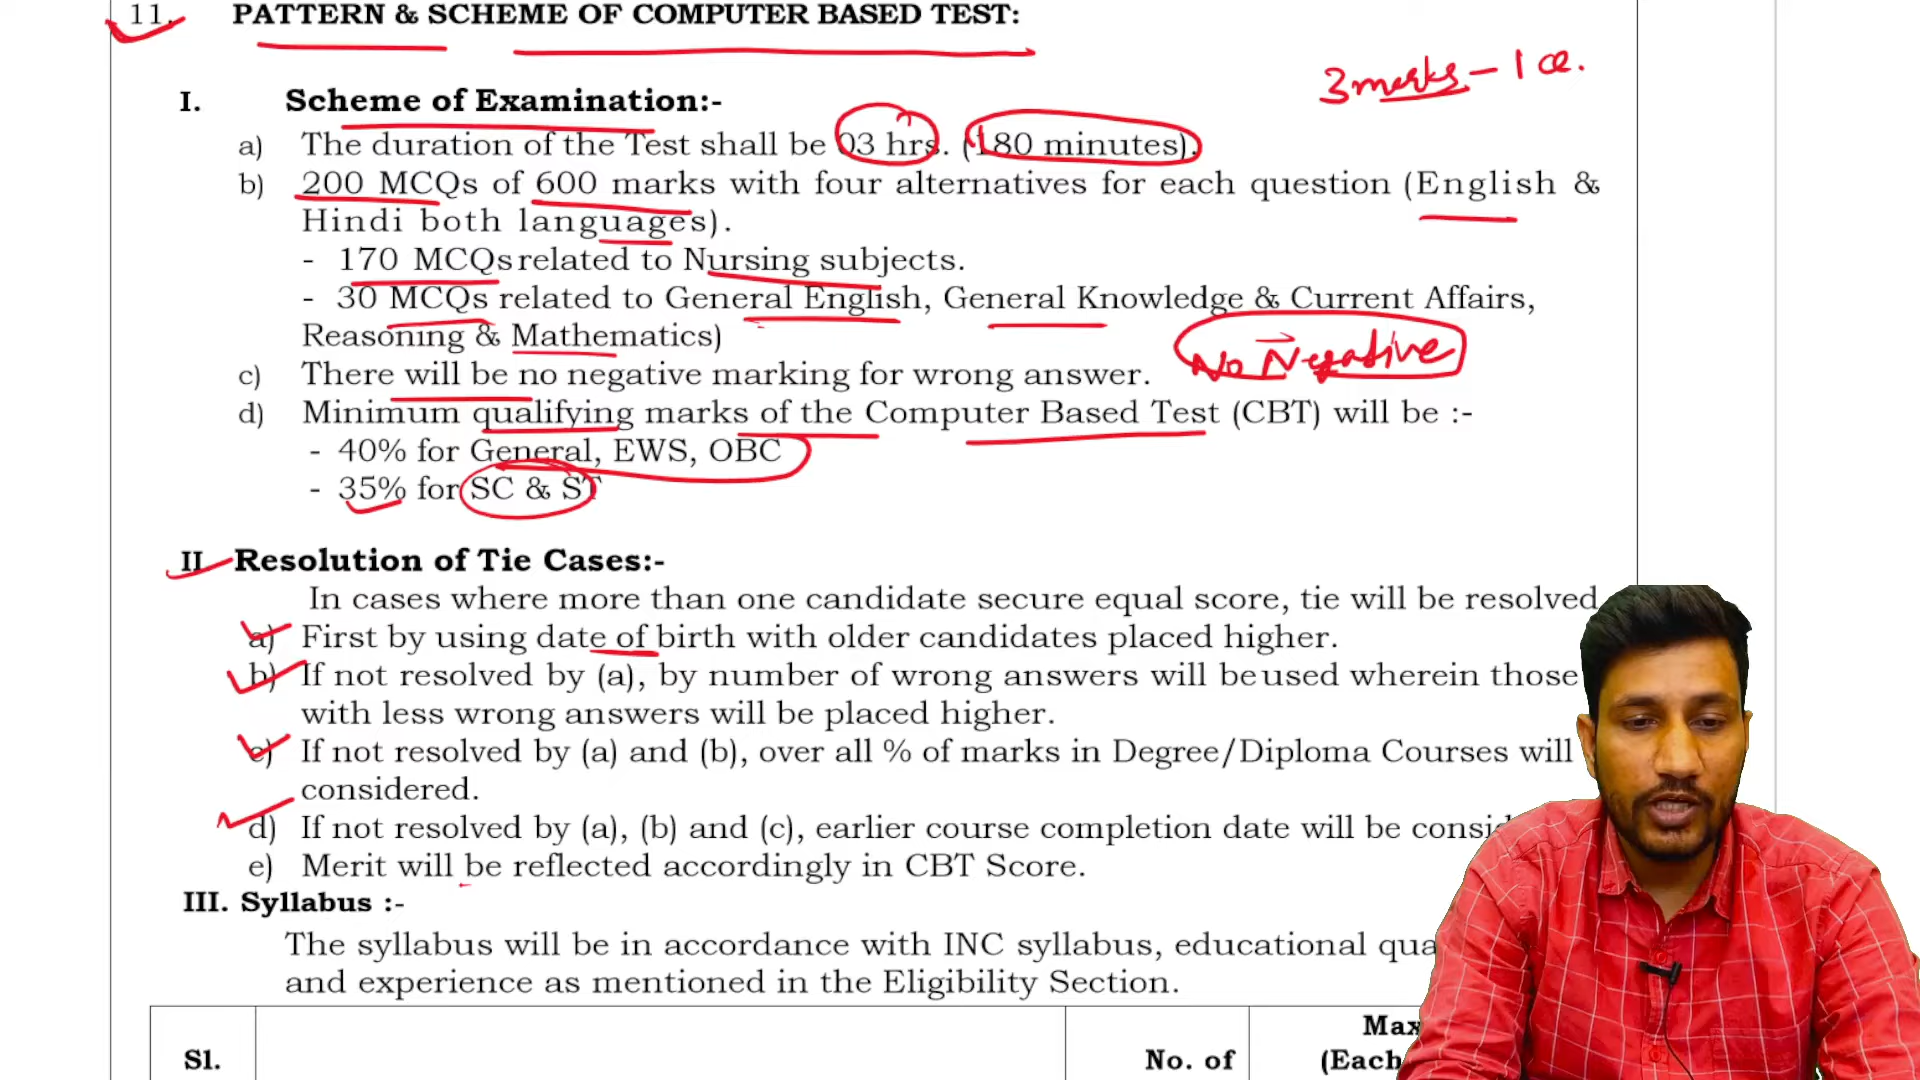 11. PATTERN & SCHEME OF COMPUTER BASED TEST:
3 marks - 1 Q.
I. Scheme of Examination:-
a) The duration of the Test shall be 03 hrs. (180 minutes).
b) 200 MCQs of 600 marks with four alternatives for each question (English &
Hindi both languages).
- 170 MCQs related to Nursing subjects.
- 30 MCQs related to General English, General Knowledge & Current Affairs,
Reasoning & Mathematics)
No Negative
c) There will be no negative marking for wrong answer.
d) Minimum qualifying marks of the Computer Based Test (CBT) will be :-
- 40% for General, EWS, OBC
- 35% for SC & ST
II Resolution of Tie Cases:-
In cases where more than one candidate secure equal score, tie will be resolved
a) First by using date of birth with older candidates placed higher.
b) If not resolved by (a), by number of wrong answers will be used wherein those
with less wrong answers will be placed higher.
c) If not resolved by (a) and (b), over all % of marks in Degree/Diploma Courses will
considered.
d) If not resolved by (a), (b) and (c), earlier course completion date will be
e) Merit will be reflected accordingly in CBT Score.
III. Syllabus :-
The syllabus will be in accordance with INC syllabus, educational
and experience as mentioned in the Eligibility Section.
Sl.
No. of
Max
(Each